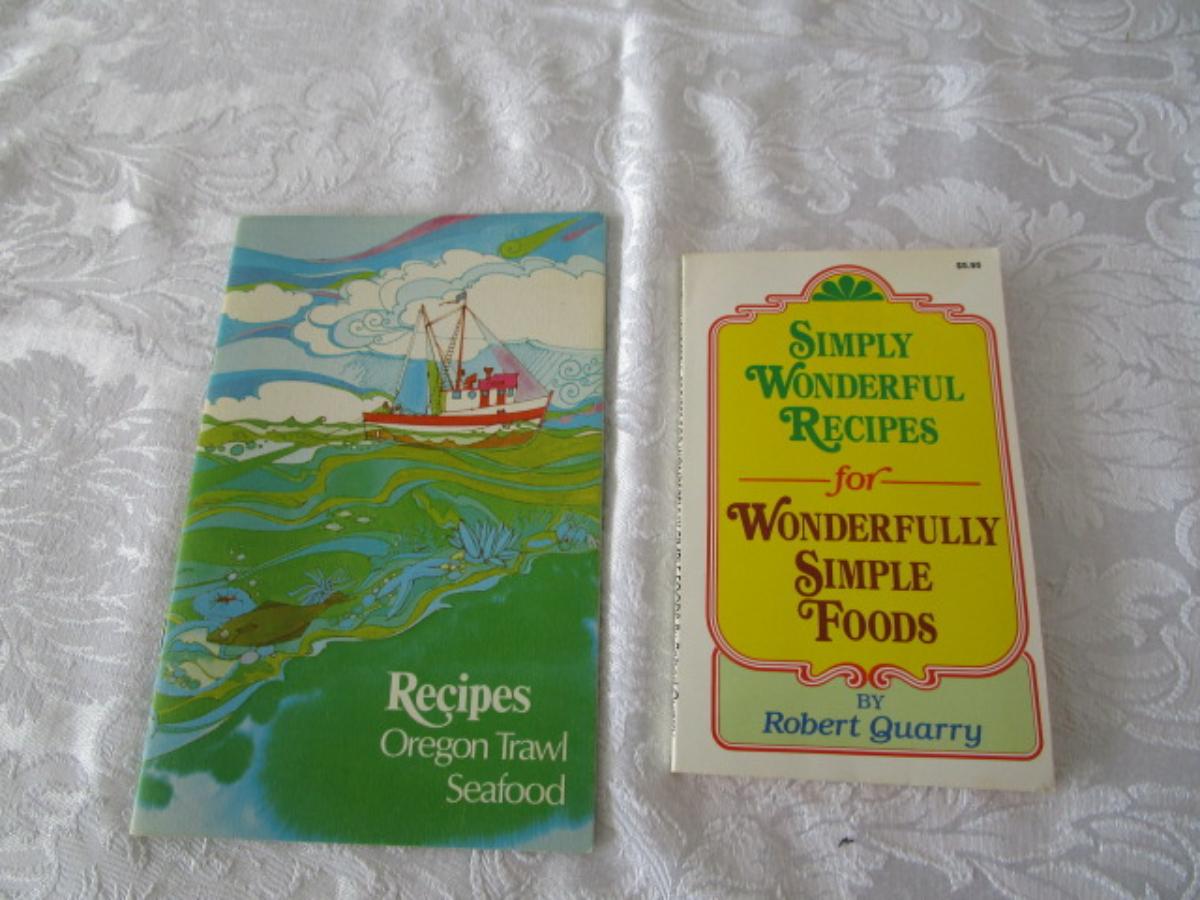 Recipes
Oregon Trawl
Seafood
$5.95
SIMPLY
WONDERFUL
RECIPES
for
WONDERFULLY
SIMPLE
FOODS
BY
Robert Quarry